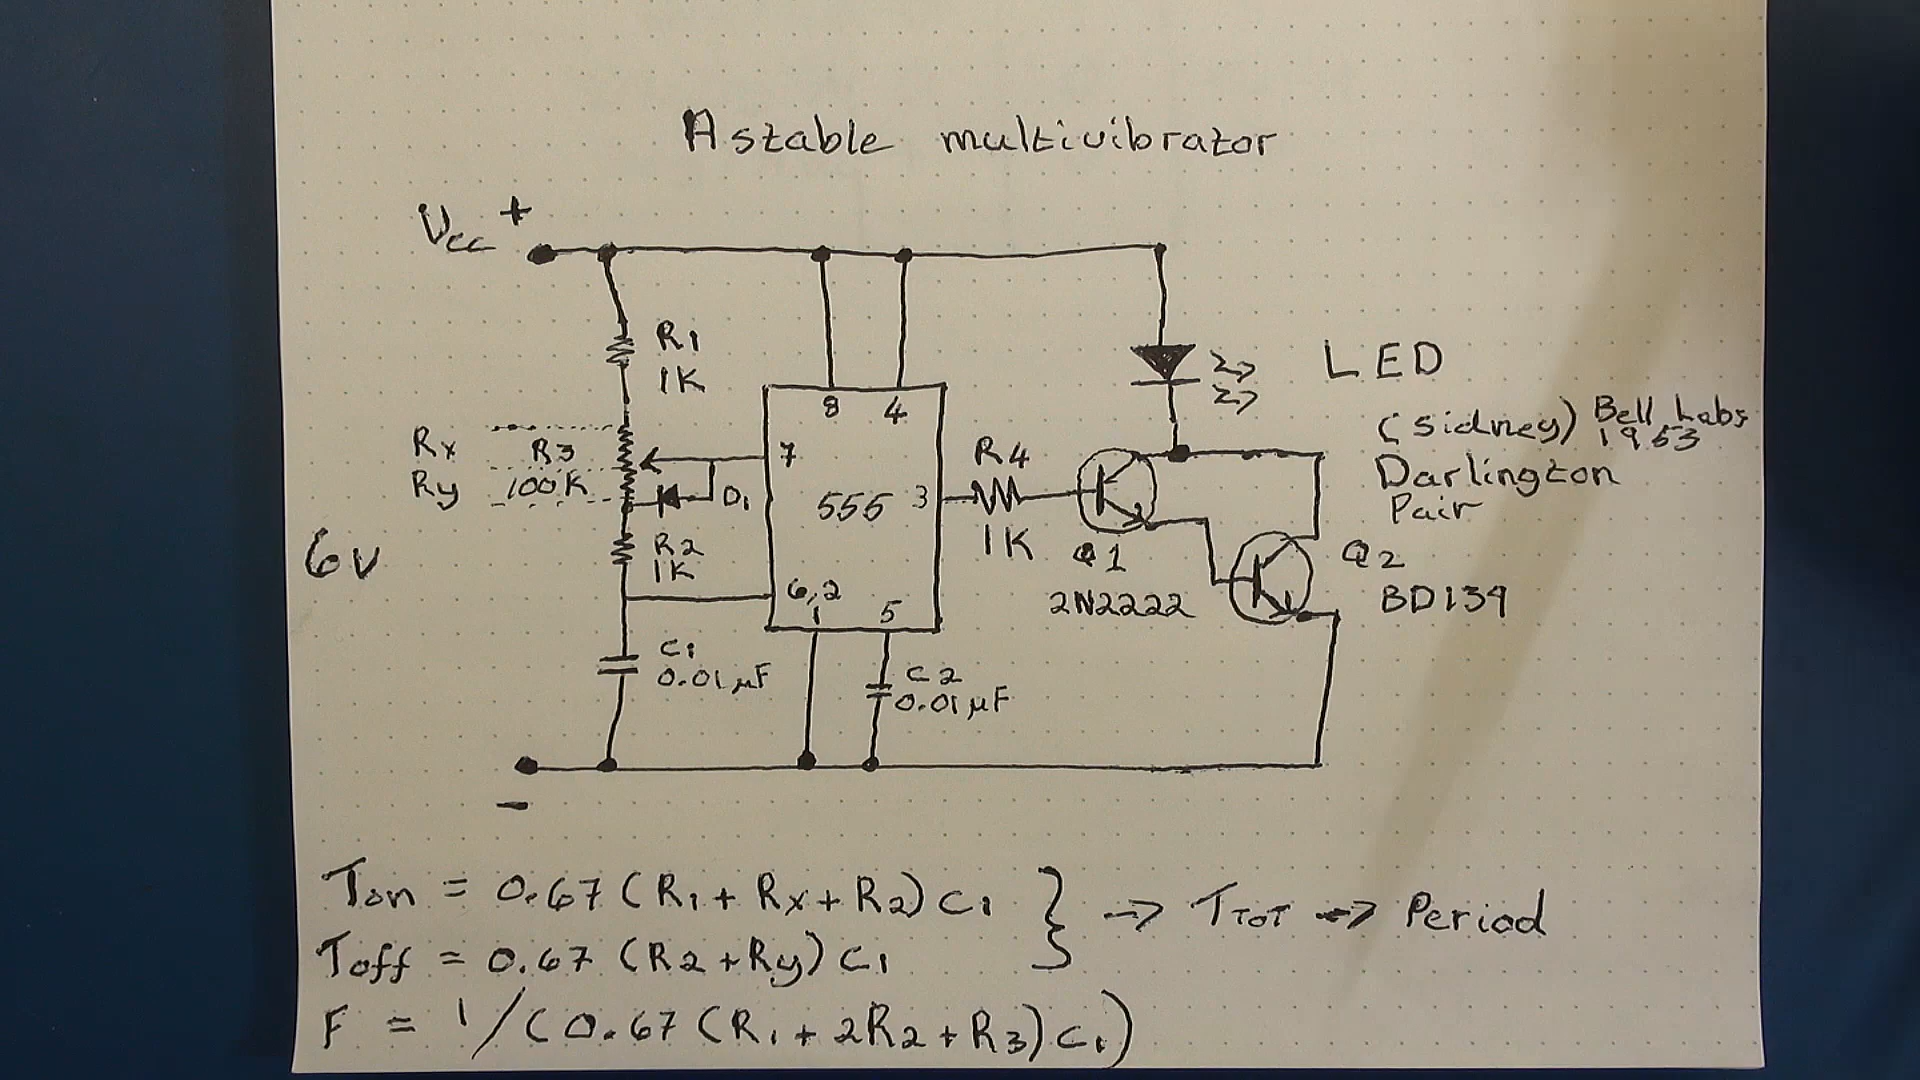 Astable multivibrator
Vcc +
R1
1K
LED
(Sidney) Bell Labs
1953
Darlington
Pair
Rx
R3
Ry
100K
D1
8 4
7
555
3
6,2
1 5
R4
1K
Q1
2N2222
Q2
BD139
6V
R2
1K
C1
0.01µF
C2
0.01µF
-
Ton = 0.67 (R1 + Rx + R2) C1
Toff = 0.67 (R2 + Ry) C1
} -> TTOT -> Period
F = 1/(0.67 (R1 + 2R2 + R3) C1)